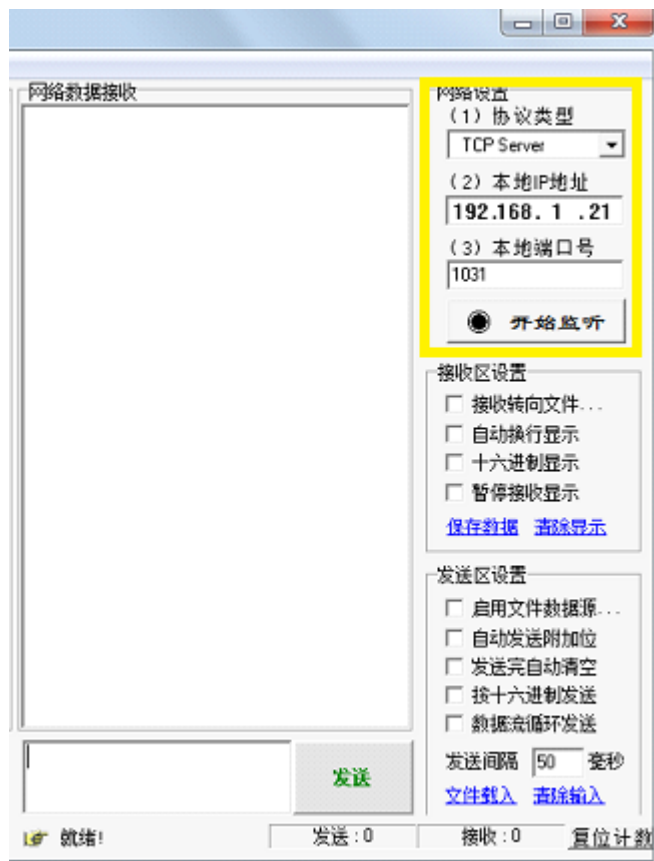 网络数据接收
网络设置
(1) 协议类型
TCP Server
(2) 本地IP地址
192.168. 1 .21
(3) 本地端口号
1031
开始监听
接收区设置
接收转向文件...
自动换行显示
十六进制显示
暂停接收显示
保存数据 清除显示
发送区设置
启用文件数据源...
自动发送附加位
发送完自动清空
按十六进制发送
数据流循环发送
发送间隔 50 毫秒
文件载入 清除输入
发送
就绪! 发送:0 接收:0 复位计数